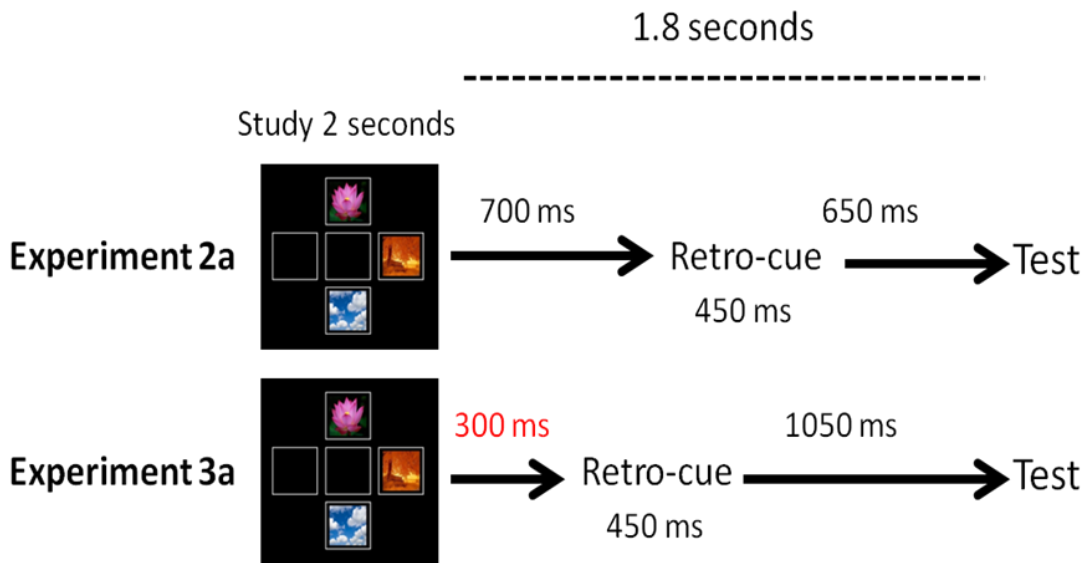 1.8 seconds
Study 2 seconds
700 ms
650 ms
Experiment 2a
Retro-cue
Test
450 ms
300 ms
1050 ms
Experiment 3a
Retro-cue
Test
450 ms